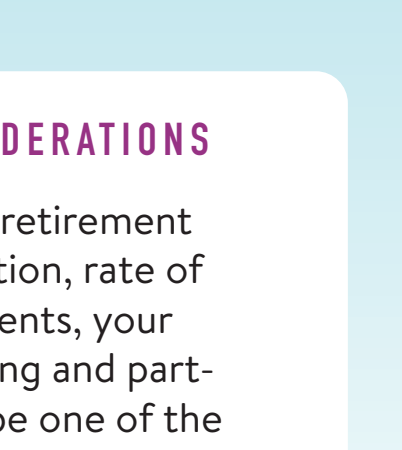 DERATIONS
retirement
tion, rate of
ents, your
ng and part-
be one of the